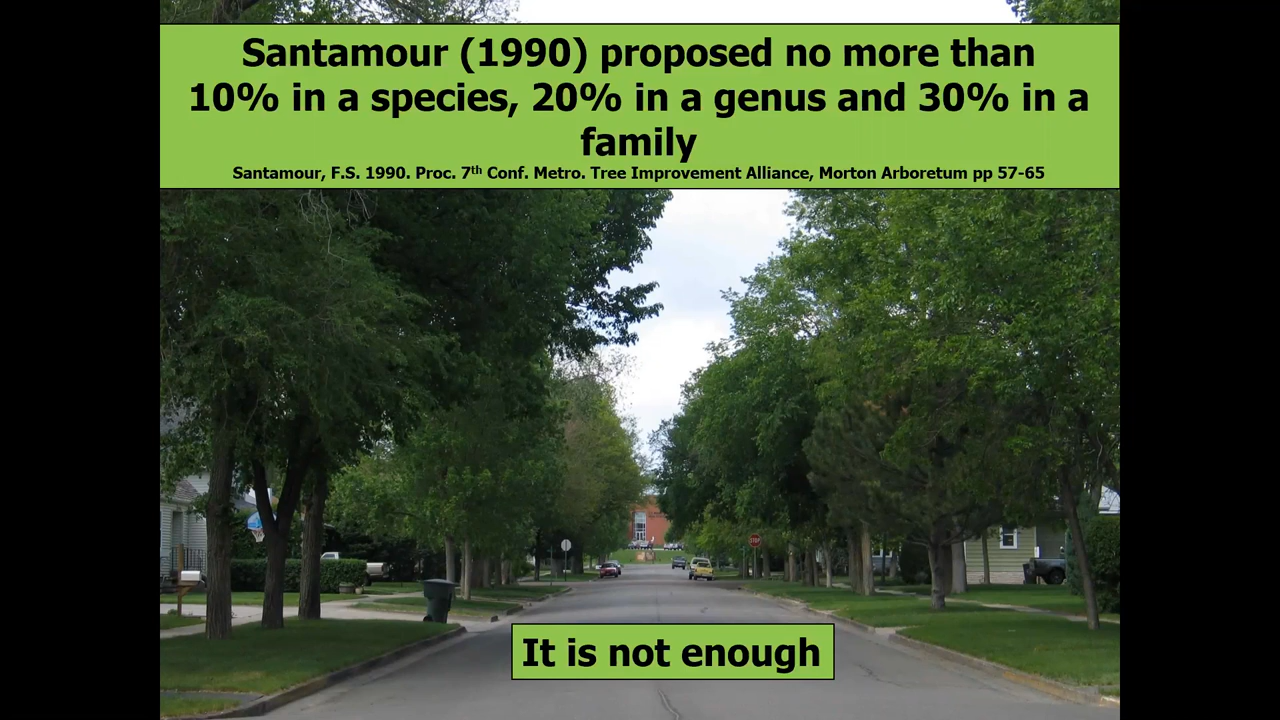 Santamour (1990) proposed no more than
10% in a species, 20% in a genus and 30% in a
family
Santamour, F.S. 1990. Proc. 7th Conf. Metro. Tree Improvement Alliance, Morton Arboretum pp 57-65
STOP
It is not enough